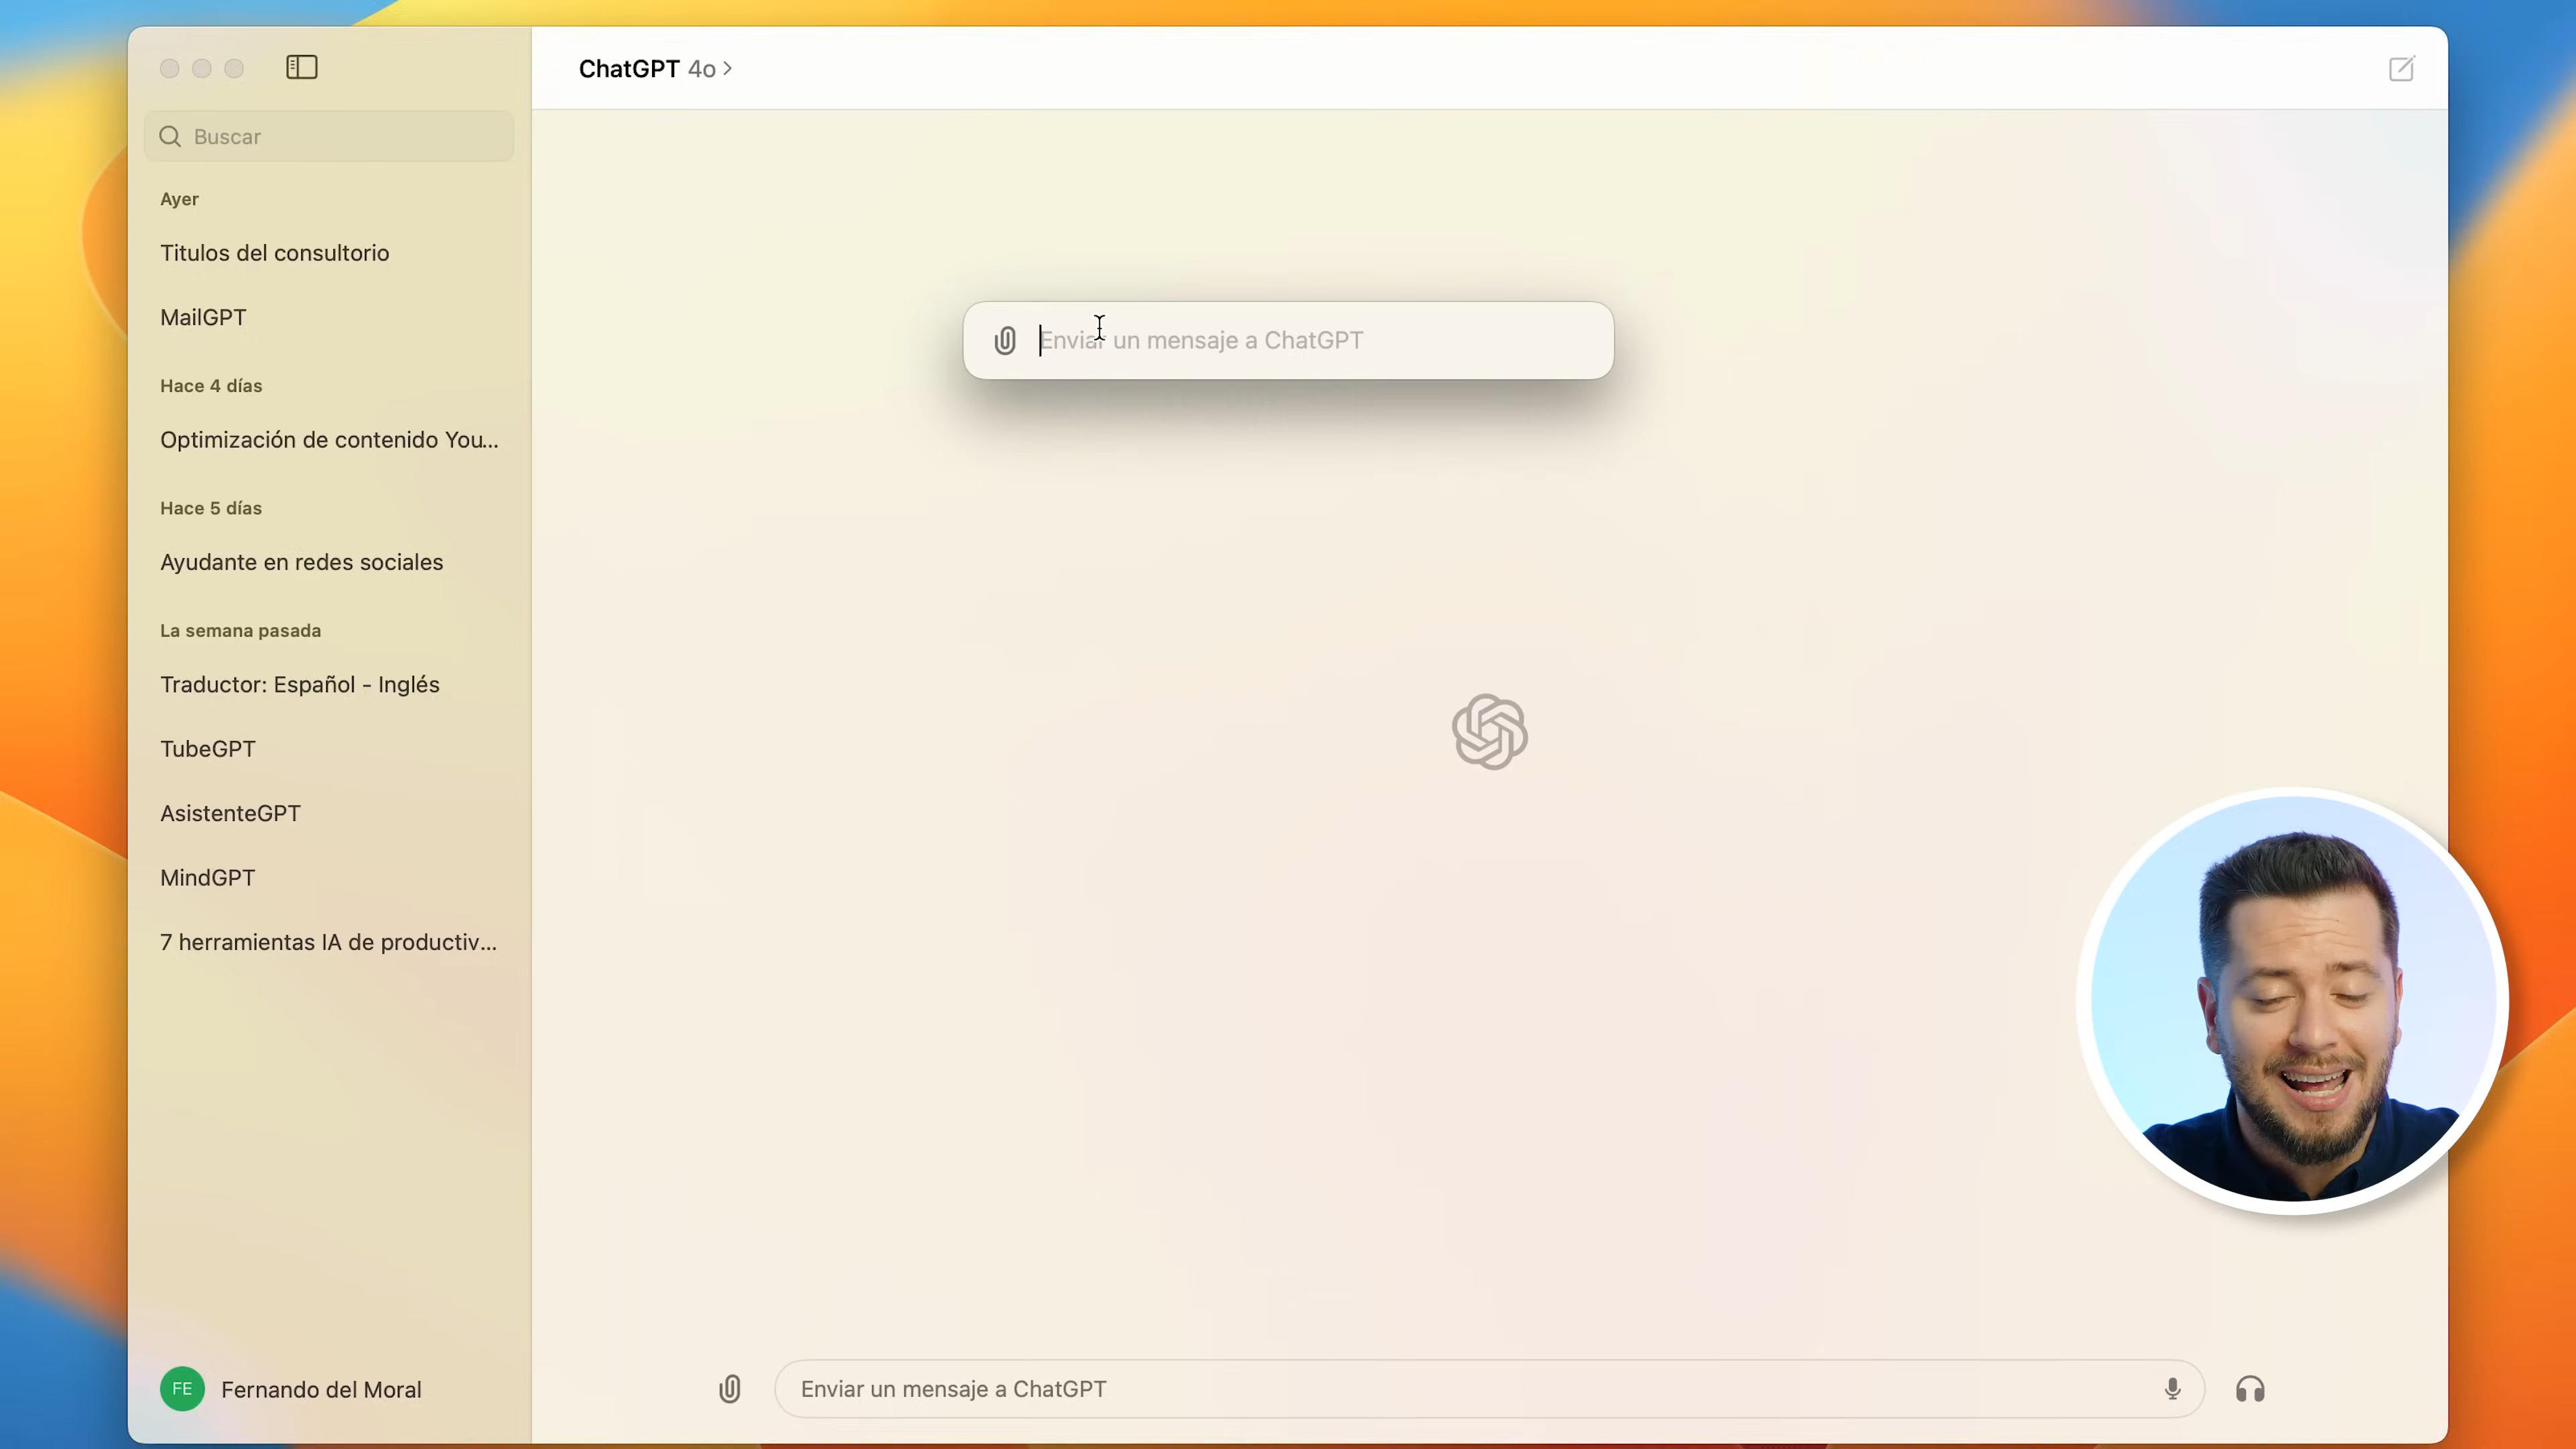 ChatGPT 4o
Buscar
Ayer
Titulos del consultorio
MailGPT
Hace 4 días
Optimización de contenido You...
Hace 5 días
Ayudante en redes sociales
La semana pasada
Traductor: Español - Inglés
TubeGPT
AsistenteGPT
MindGPT
7 herramientas IA de productiv...
FE Fernando del Moral
Enviar un mensaje a ChatGPT
Enviar un mensaje a ChatGPT